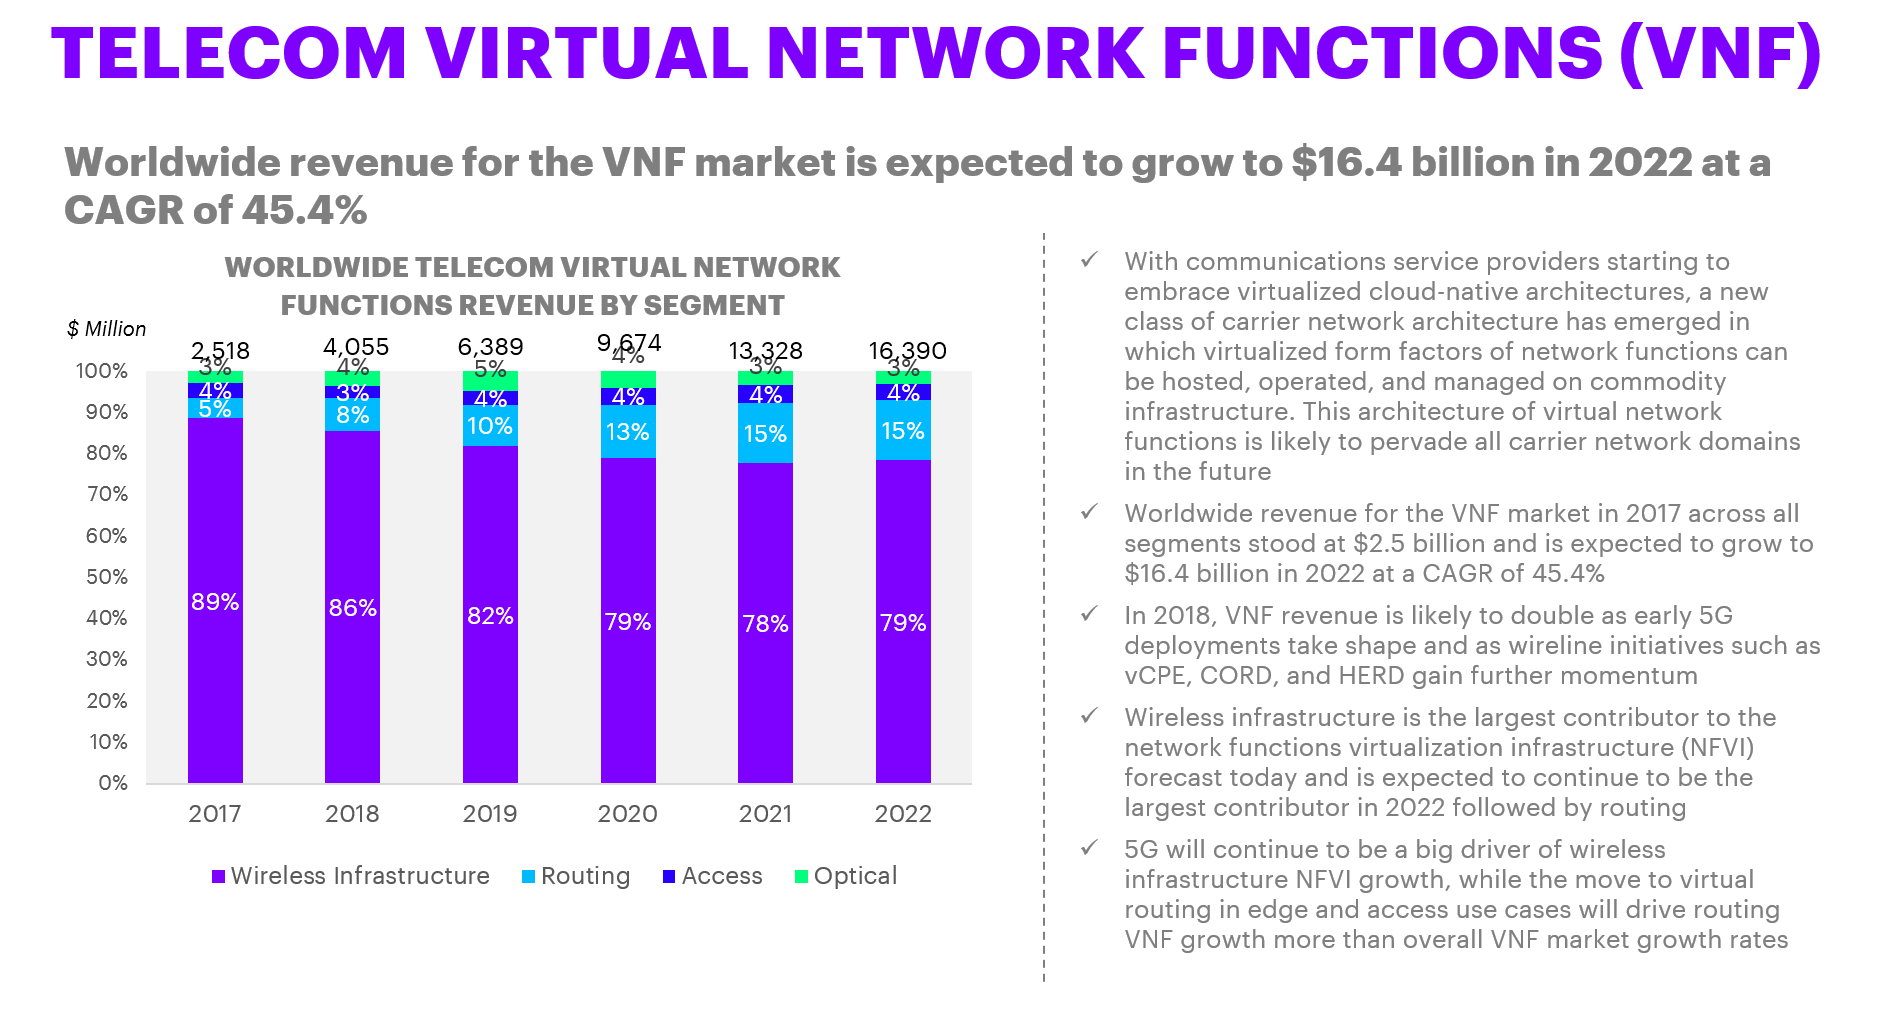 TELECOM VIRTUAL NETWORK FUNCTIONS (VNF)
Worldwide revenue for the VNF market is expected to grow to $16.4 billion in 2022 at a
CAGR of 45.4%
WORLDWIDE TELECOM VIRTUAL NETWORK
FUNCTIONS REVENUE BY SEGMENT
$ Million
2,518 4,055 6,389 9,674 13,328 16,390
3% 4% 5% 4% 3% 3%
4% 3% 4% 4% 4% 4%
5% 8% 10% 13% 15% 15%
89% 86% 82% 79% 78% 79%
100%
90%
80%
70%
60%
50%
40%
30%
20%
10%
0%
2017 2018 2019 2020 2021 2022
Wireless Infrastructure Routing Access Optical
✓ With communications service providers starting to
embrace virtualized cloud-native architectures, a new
class of carrier network architecture has emerged in
which virtualized form factors of network functions can
be hosted, operated, and managed on commodity
infrastructure. This architecture of virtual network
functions is likely to pervade all carrier network domains
in the future
✓ Worldwide revenue for the VNF market in 2017 across all
segments stood at $2.5 billion and is expected to grow to
$16.4 billion in 2022 at a CAGR of 45.4%
✓ In 2018, VNF revenue is likely to double as early 5G
deployments take shape and as wireline initiatives such as
vCPE, CORD, and HERD gain further momentum
✓ Wireless infrastructure is the largest contributor to the
network functions virtualization infrastructure (NFVI)
forecast today and is expected to continue to be the
largest contributor in 2022 followed by routing
✓ 5G will continue to be a big driver of wireless
infrastructure NFVI growth, while the move to virtual
routing in edge and access use cases will drive routing
VNF growth more than overall VNF market growth rates